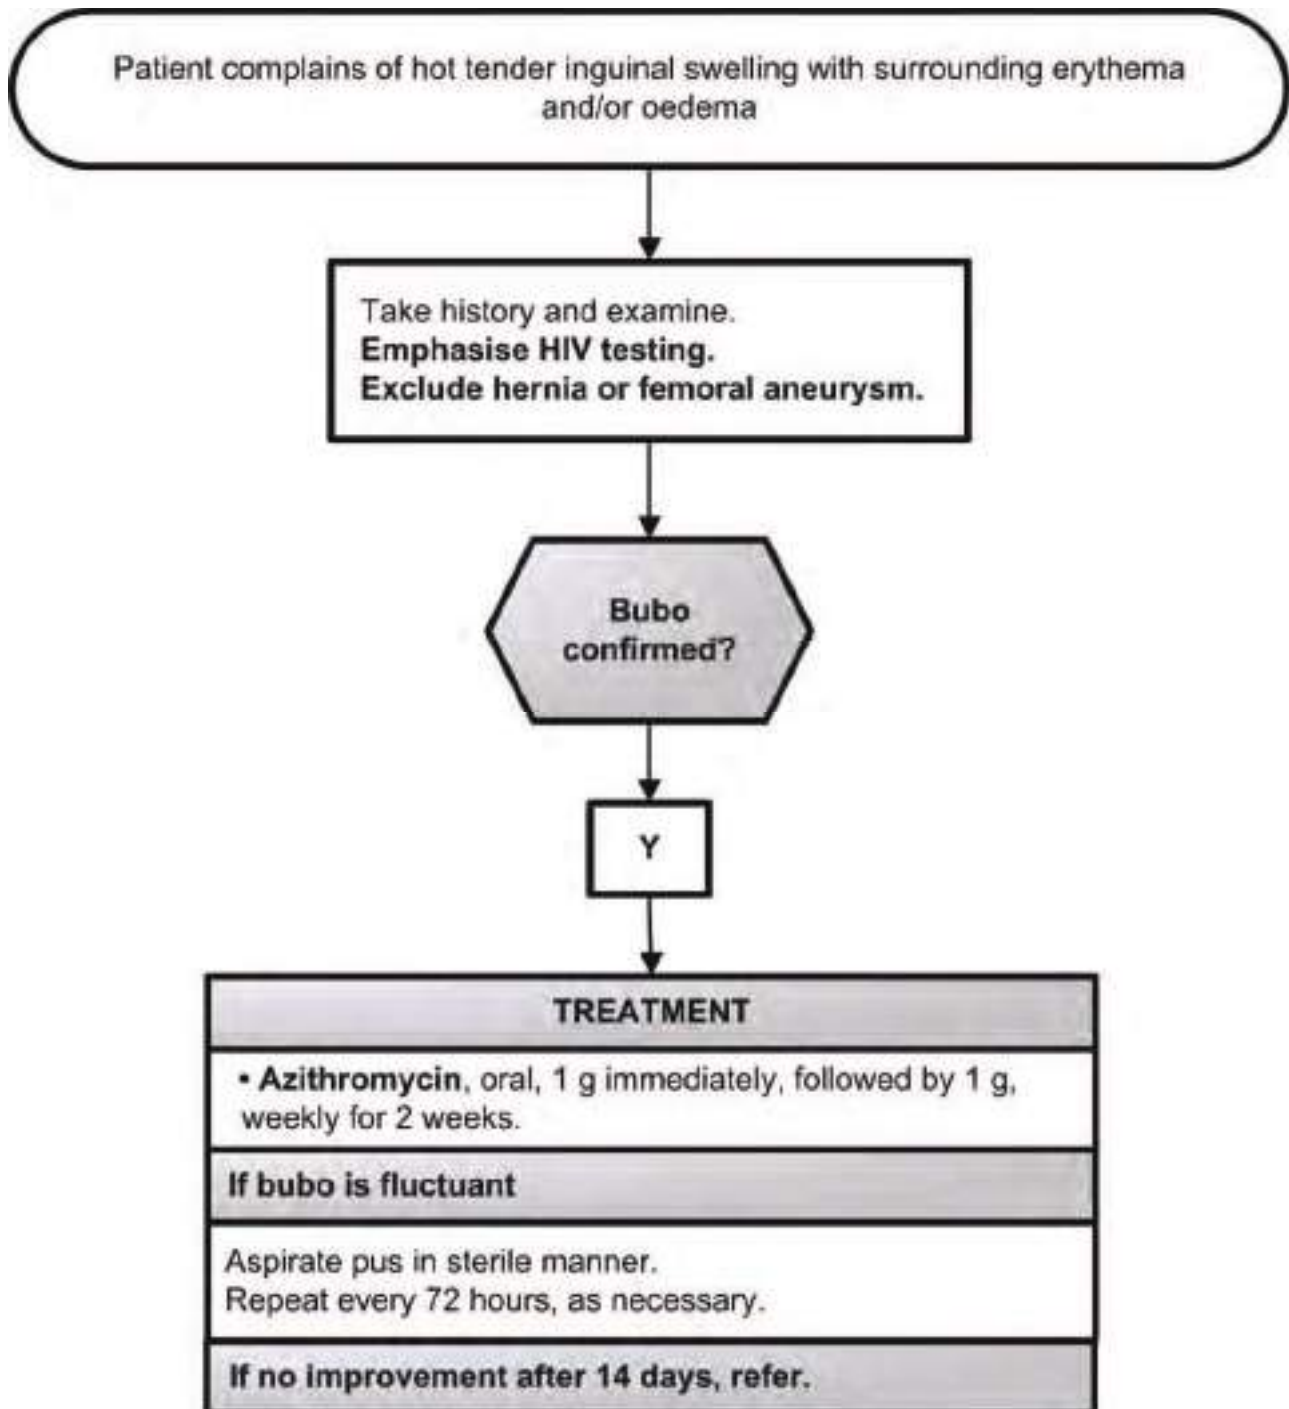 Patient complains of hot tender inguinal swelling with surrounding erythema
and/or oedema
Take history and examine.
Emphasise HIV testing.
Exclude hernia or femoral aneurysm.
Bubo
confirmed?
Y
TREATMENT
• Azithromycin, oral, 1 g immediately, followed by 1 g,
weekly for 2 weeks.
If bubo is fluctuant
Aspirate pus in sterile manner.
Repeat every 72 hours, as necessary.
If no improvement after 14 days, refer.